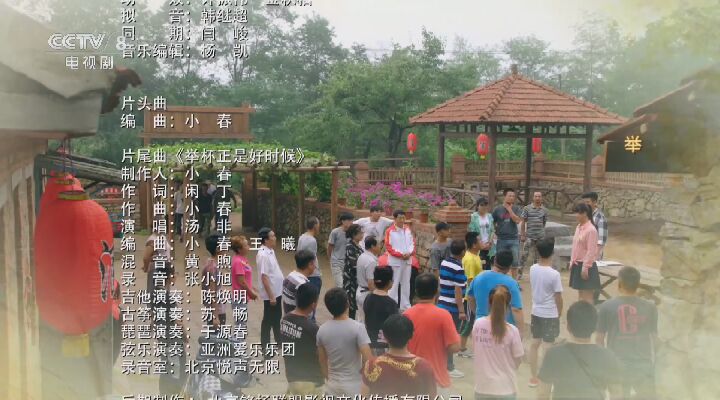 CCTV 8
电视剧
拟　　音：韩继超
同　　期：闫　峻
音乐编辑：杨　凯
片头曲
编　　曲：小　春
片尾曲《举杯正是好时候》
制作人：小　春
作　词：闲　丁
作　曲：小　春
演　唱：汤　非
编　曲：小　春　王　曦
混　音：黄　煦
录　音：张小旭
吉他演奏：陈焕明
古筝演奏：苏　畅
琵琶演奏：于源春
弦乐演奏：亚洲爱乐乐团
录音室：北京悦声无限
举